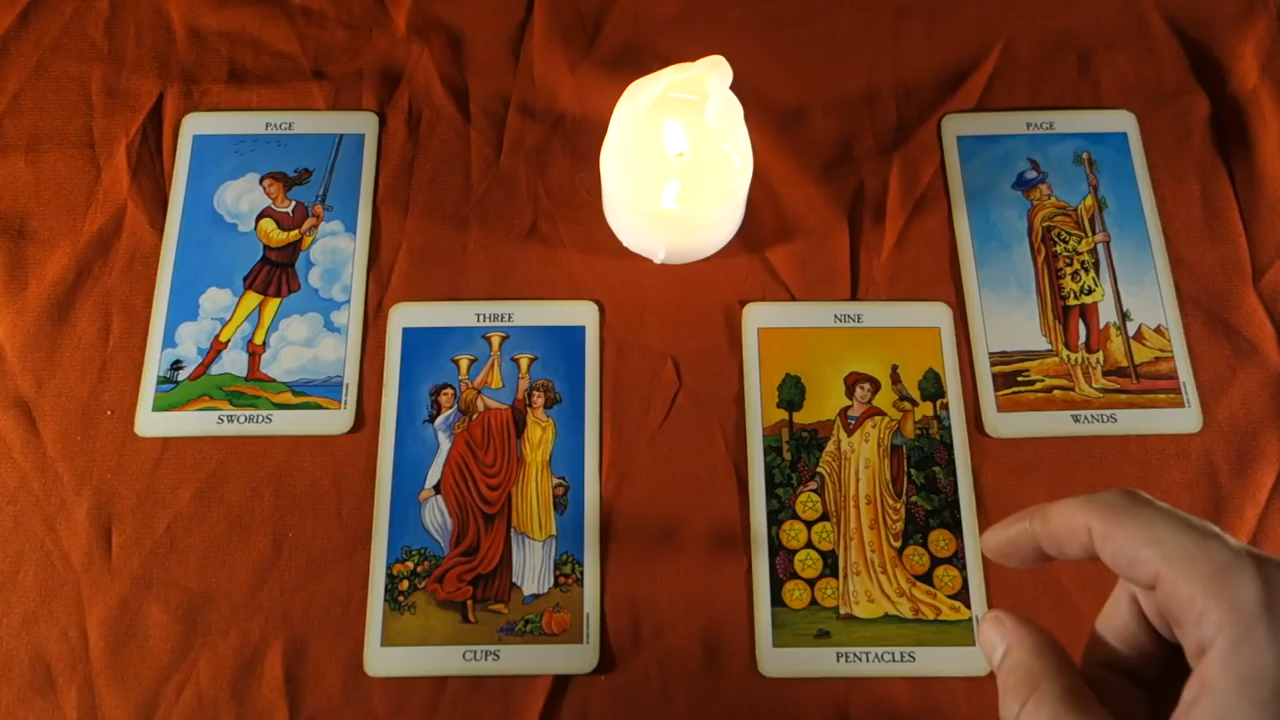 PAGE
SWORDS
THREE
CUPS
NINE
PENTACLES
PAGE
WANDS